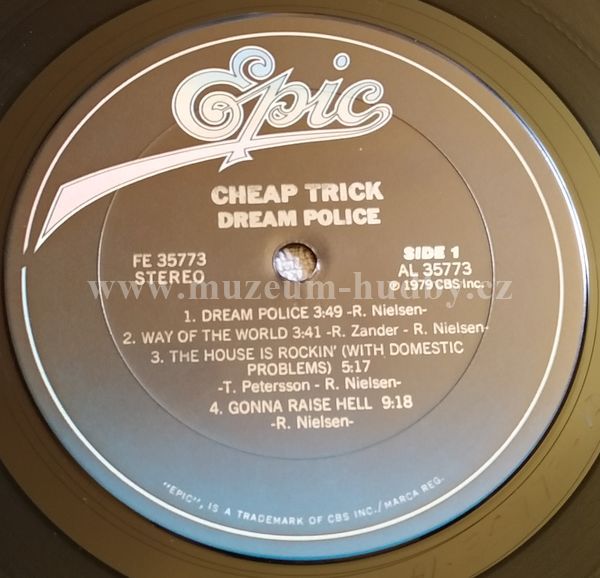 Epic
CHEAP TRICK
DREAM POLICE
FE 35773
STEREO
SIDE 1
AL 35773
℗ 1979 CBS Inc.
www.muzeum-hudby.cz
1. DREAM POLICE 3:49 -R. Nielsen-
2. WAY OF THE WORLD 3:41 -R. Zander - R. Nielsen-
3. THE HOUSE IS ROCKIN' (WITH DOMESTIC
PROBLEMS) 5:17
-T. Petersson - R. Nielsen-
4. GONNA RAISE HELL 9:18
-R. Nielsen-
"EPIC", IS A TRADEMARK OF CBS INC./MARCA REG.